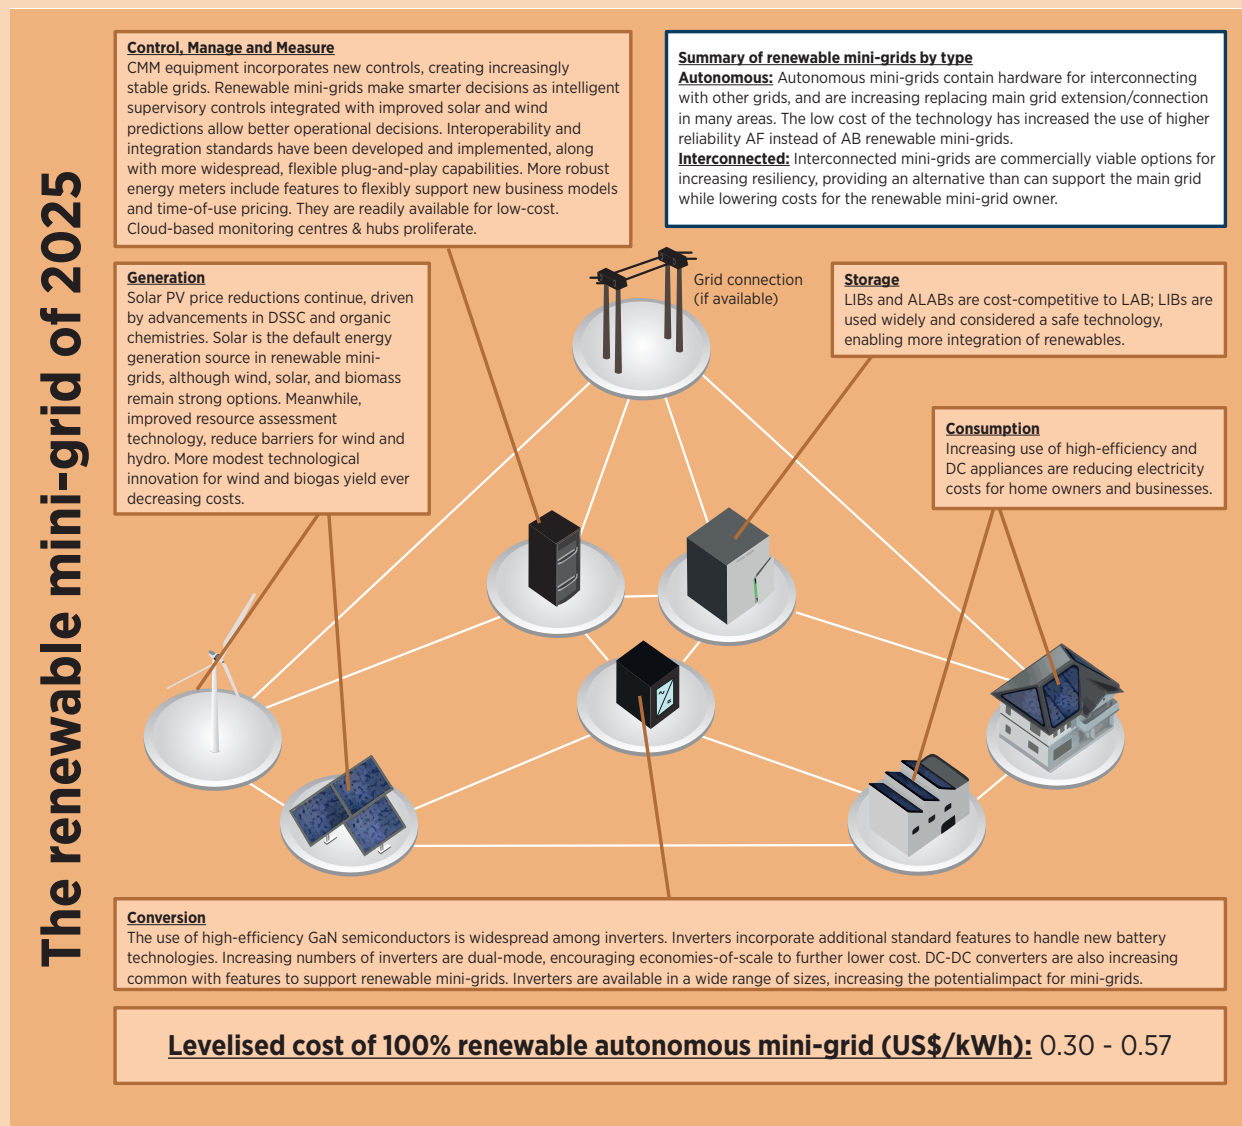 The renewable mini-grid of 2025
Control, Manage and Measure
CMM equipment incorporates new controls, creating increasingly
stable grids. Renewable mini-grids make smarter decisions as intelligent
supervisory controls integrated with improved solar and wind
predictions allow better operational decisions. Interoperability and
integration standards have been developed and implemented, along
with more widespread, flexible plug-and-play capabilities. More robust
energy meters include features to flexibly support new business models
and time-of-use pricing. They are readily available for low-cost.
Cloud-based monitoring centres & hubs proliferate.
Summary of renewable mini-grids by type
Autonomous: Autonomous mini-grids contain hardware for interconnecting
with other grids, and are increasing replacing main grid extension/connection
in many areas. The low cost of the technology has increased the use of higher
reliability AF instead of AB renewable mini-grids.
Interconnected: Interconnected mini-grids are commercially viable options for
increasing resiliency, providing an alternative than can support the main grid
while lowering costs for the renewable mini-grid owner.
Generation
Solar PV price reductions continue, driven
by advancements in DSSC and organic
chemistries. Solar is the default energy
generation source in renewable mini-
grids, although wind, solar, and biomass
remain strong options. Meanwhile,
improved resource assessment
technology, reduce barriers for wind and
hydro. More modest technological
innovation for wind and biogas yield ever
decreasing costs.
Grid connection
(if available)
Storage
LIBs and ALABs are cost-competitive to LAB; LIBs are
used widely and considered a safe technology,
enabling more integration of renewables.
Consumption
Increasing use of high-efficiency and
DC appliances are reducing electricity
costs for home owners and businesses.
Conversion
The use of high-efficiency GaN semiconductors is widespread among inverters. Inverters incorporate additional standard features to handle new battery
technologies. Increasing numbers of inverters are dual-mode, encouraging economies-of-scale to further lower cost. DC-DC converters are also increasing
common with features to support renewable mini-grids. Inverters are available in a wide range of sizes, increasing the potentialimpact for mini-grids.
Levelised cost of 100% renewable autonomous mini-grid (US$/kWh): 0.30 - 0.57